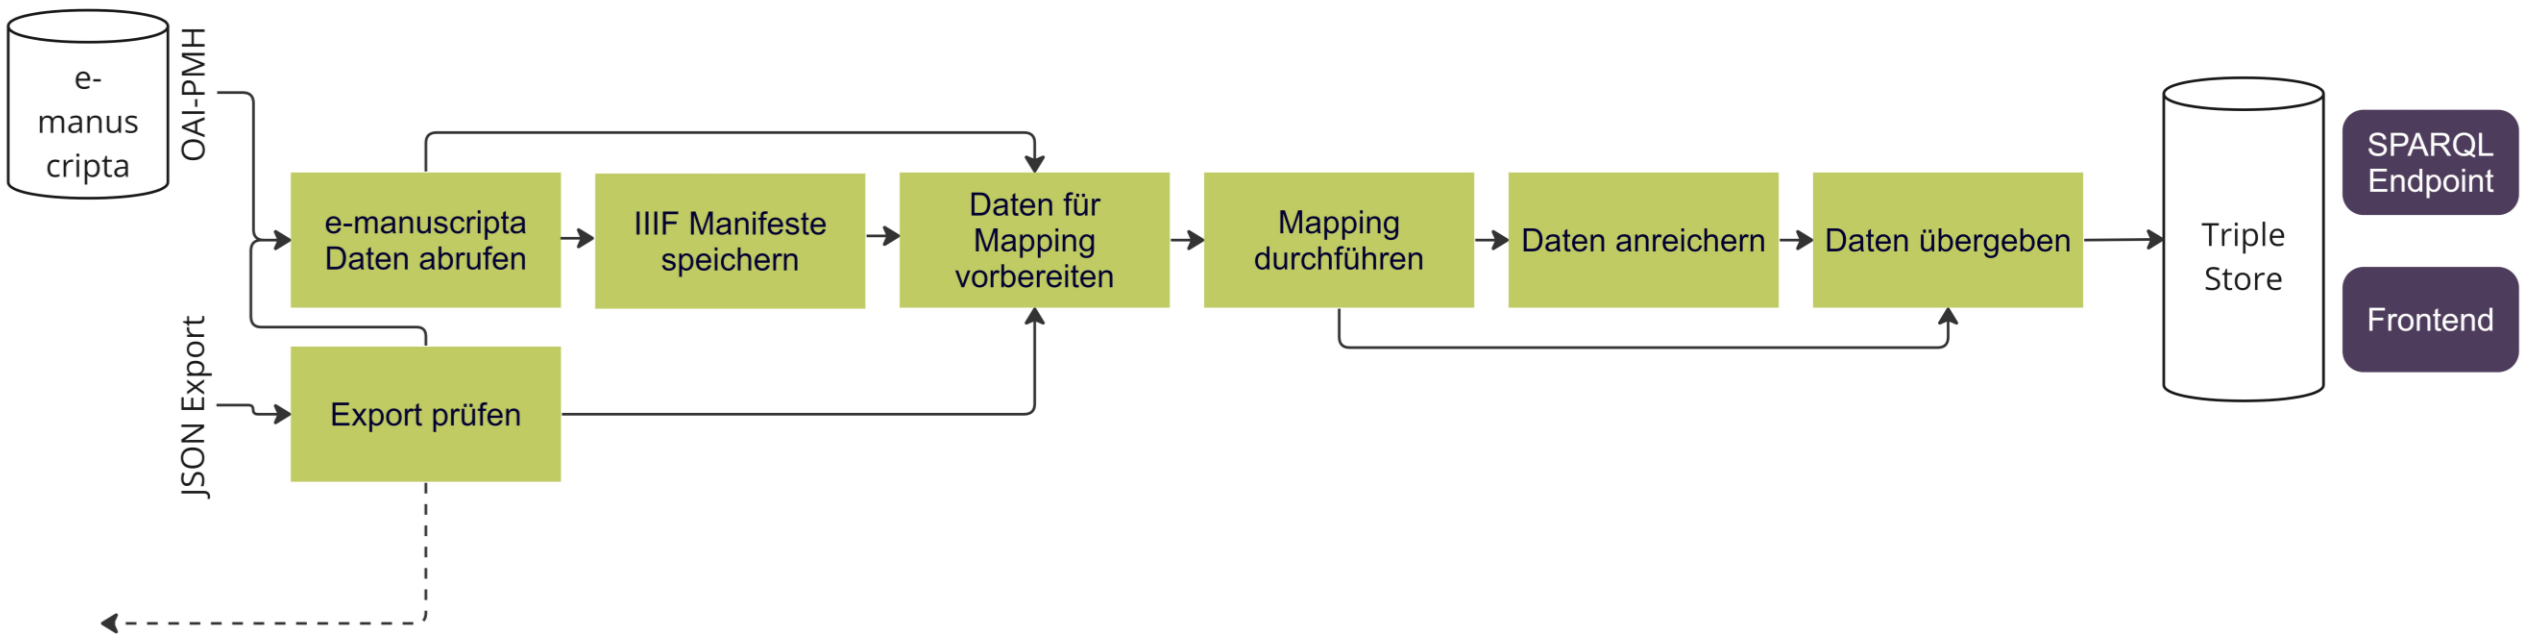 e-
manus
cripta
OAI-PMH
e-manuscripta
Daten abrufen
IIIF Manifeste
speichern
Daten für
Mapping
vorbereiten
Mapping
durchführen
Daten anreichern
Daten übergeben
Triple
Store
SPARQL
Endpoint
Frontend
JSON Export
Export prüfen